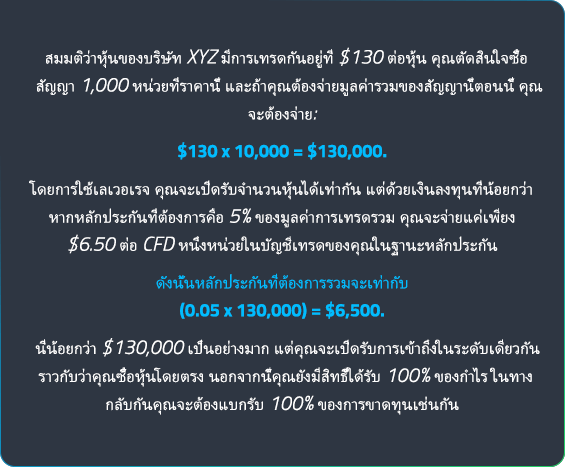 สมมติว่าหุ้นของบริษัท XYZ มีการเทรดกันอยู่ที่ $130 ต่อหุ้น คุณตัดสินใจซื้อ
สัญญา 1,000 หน่วยที่ราคานี้ และถ้าคุณต้องจ่ายมูลค่ารวมของสัญญานี้ตอนนี้ คุณ
จะต้องจ่าย:
$130 x 10,000 = $130,000.
โดยการใช้เลเวอเรจ คุณจะเปิดรับจำนวนหุ้นได้เท่ากัน แต่ด้วยเงินลงทุนที่น้อยกว่า
หากหลักประกันที่ต้องการคือ 5% ของมูลค่าการเทรดรวม คุณจะจ่ายแค่เพียง
$6.50 ต่อ CFD หนึ่งหน่วยในบัญชีเทรดของคุณในฐานะหลักประกัน
ดังนั้นหลักประกันที่ต้องการรวมจะเท่ากับ
(0.05 x 130,000) = $6,500.
นี่น้อยกว่า $130,000 เป็นอย่างมาก แต่คุณจะเปิดรับการเข้าถึงในระดับเดียวกัน
ราวกับว่าคุณซื้อหุ้นโดยตรง นอกจากนี้คุณยังมีสิทธิ์ได้รับ 100% ของกำไร ในทาง
กลับกันคุณจะต้องแบกรับ 100% ของการขาดทุนเช่นกัน